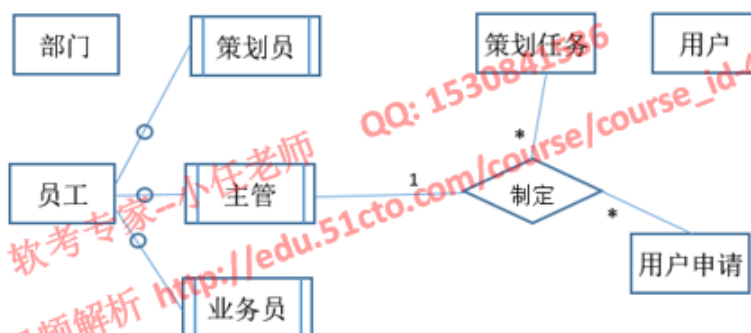 部门
策划员
策划任务
用户
员工
主管
1
*
制定
*
用户申请
业务员
QQ: 1530841586
软考专家--小任老师
http://edu.51cto.com/course/course_id-
频解析